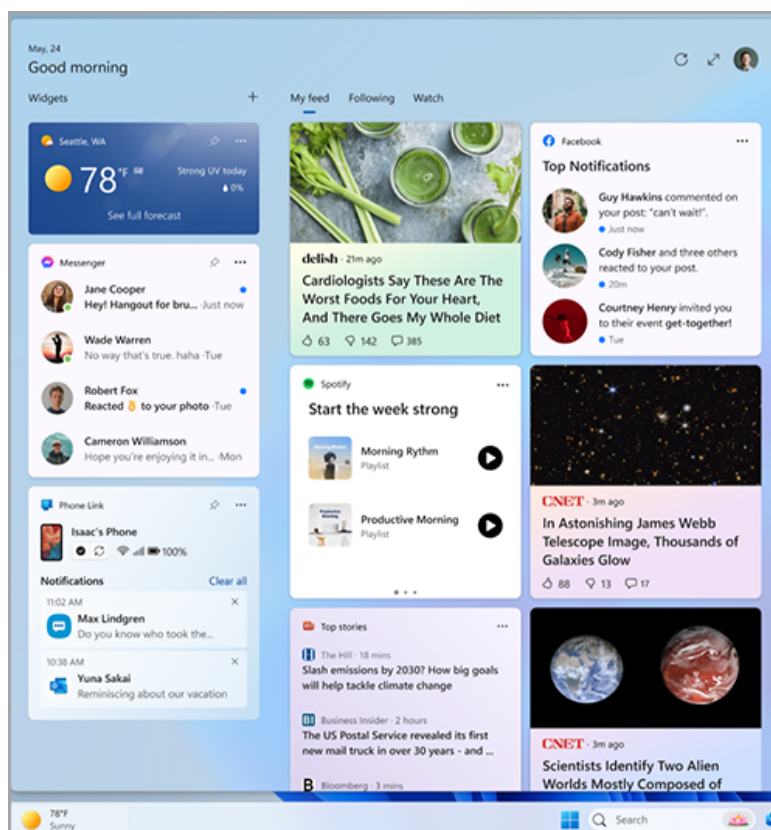 May, 24
Good morning
Widgets
Seattle, WA
78°F
Strong UV today
0%
See full forecast
Messenger
Jane Cooper
Hey! Hangout for bru... ·Just now
Wade Warren
No way that's true. haha ·Tue
Robert Fox
Reacted 👌 to your photo ·Tue
Cameron Williamson
Hope you're enjoying it in... ·Mon
Phone Link
Isaac's Phone
100%
Notifications
Clear all
11:02 AM
Max Lindgren
Do you know who took the...
10:38 AM
Yuna Sakai
Reminiscing about our vacation
My feed Following Watch
delish · 21m ago
Cardiologists Say These Are The
Worst Foods For Your Heart,
And There Goes My Whole Diet
63 142 385
Spotify
Start the week strong
Morning Rythm
Playlist
Productive Morning
Playlist
Top stories
The Hill · 18 mins
Slash emissions by 2030? How big goals
will help tackle climate change
BI Business Insider · 2 hours
The US Postal Service revealed its first
new mail truck in over 30 years - and ...
B Bloomberg · 3 mins
Facebook
Top Notifications
Guy Hawkins commented on
your post: "can't wait!".
Just now
Cody Fisher and three others
reacted to your post.
20m
Courtney Henry invited you
to their event get-together!
Tue
CNET · 3m ago
In Astonishing James Webb
Telescope Image, Thousands of
Galaxies Glow
88 13 17
CNET · 3m ago
Scientists Identify Two Alien
Worlds Mostly Composed of
78°F
Sunny
Search